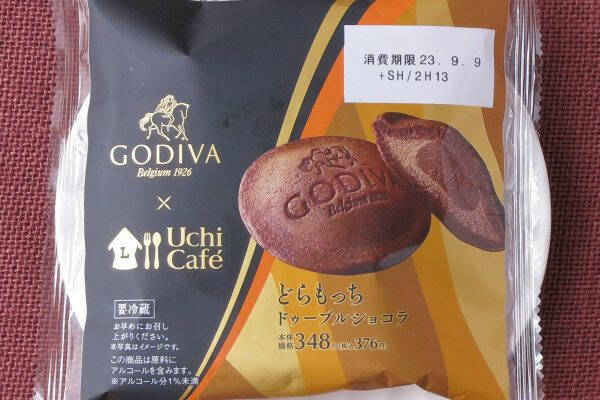 消費期限 23. 9. 9
+SH/2H13
GODIVA
Belgium 1926
×
L
Uchi
Café
GODIVA
Belgium 1926
どらもっち
ドゥーブルショコラ
本体
価格348円(税込376円)
要冷蔵
お早めにお召し
上がりください。
※写真はイメージです。
この商品は原料に
アルコールを含みます。
※アルコール分1%未満